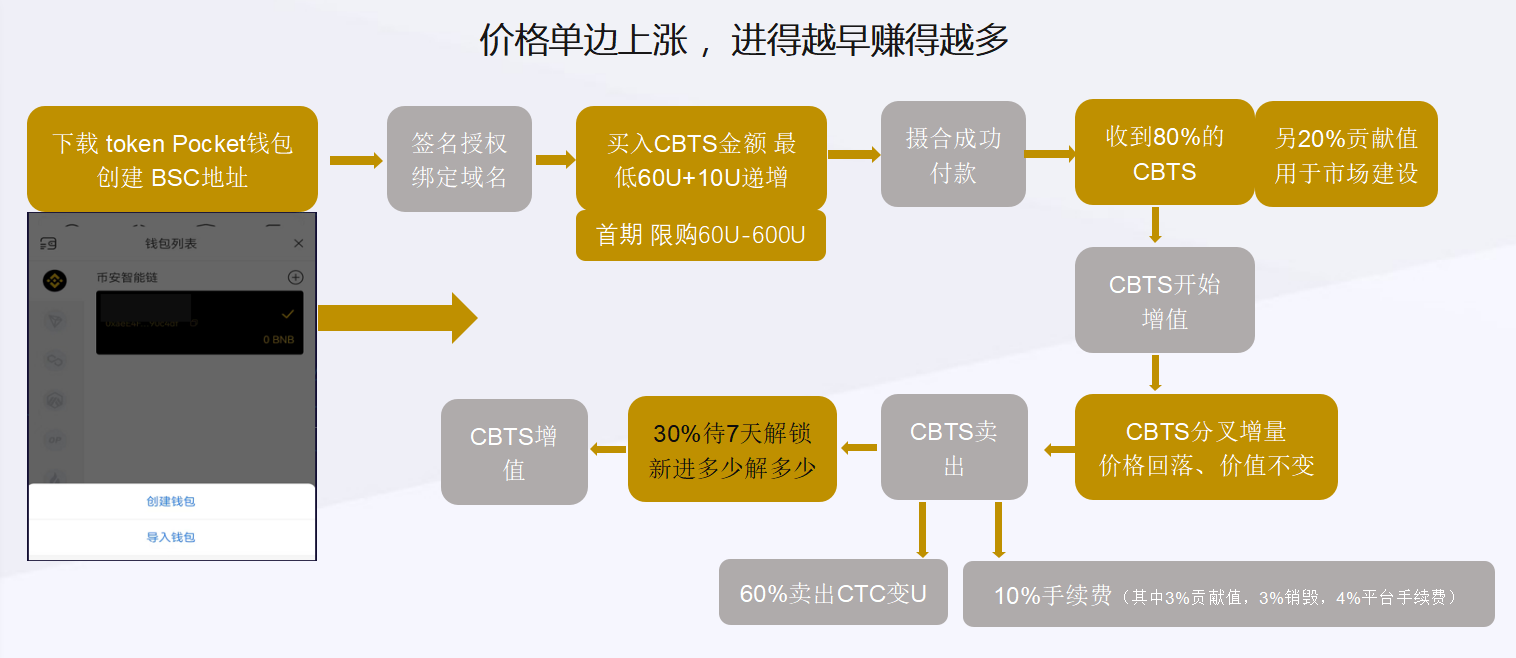 价格单边上涨 ，进得越早赚得越多
下载 token Pocket钱包
创建 BSC地址
签名授权
绑定域名
买入CBTS金额 最
低60U+10U递增
首期 限购60U-600U
摄合成功
付款
收到80%的
CBTS
另20%贡献值
用于市场建设
钱包列表
币安智能链
0 BNB
创建钱包
导入钱包
CBTS开始
增值
CBTS分叉增量
价格回落、价值不变
CBTS卖
出
30%待7天解锁
新进多少解多少
CBTS增
值
60%卖出CTC变U
10%手续费（其中3%贡献值，3%销毁，4%平台手续费）